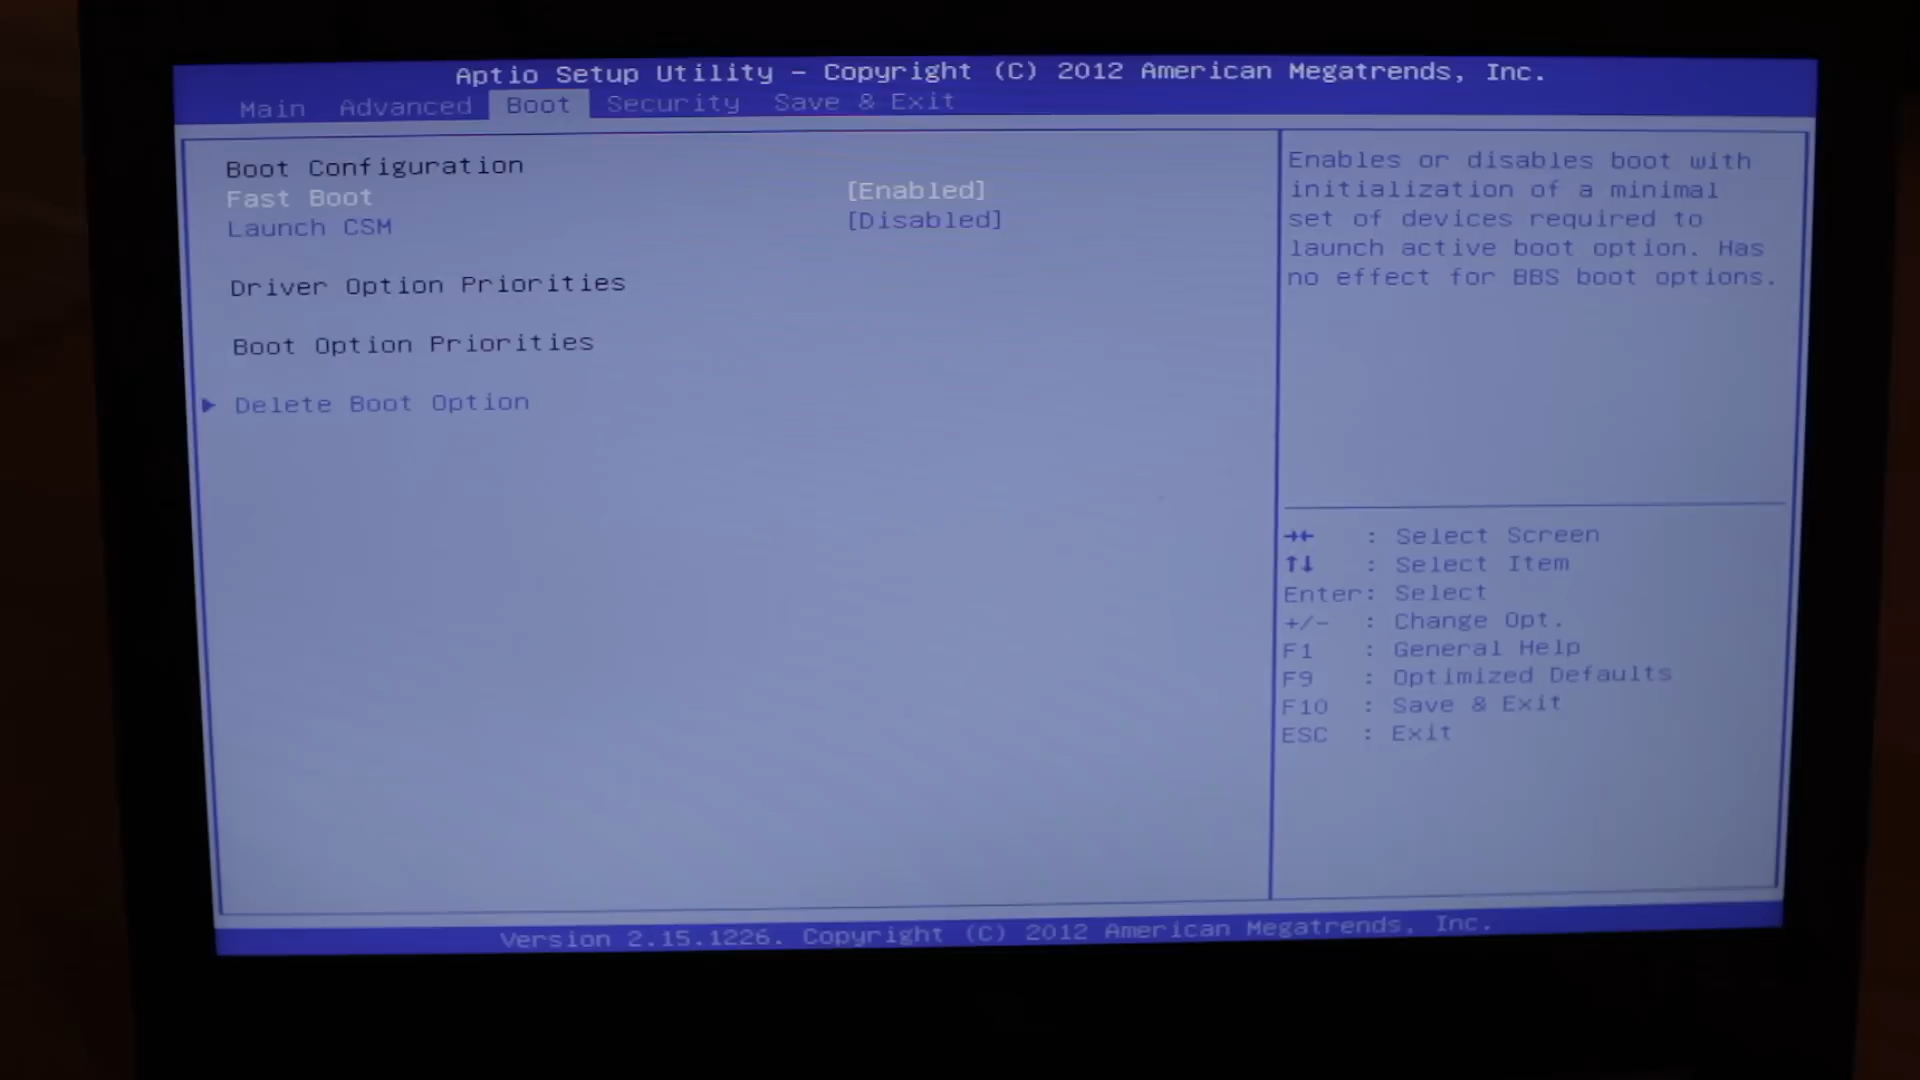 Aptio Setup Utility – Copyright (C) 2012 American Megatrends, Inc.
Main Advanced Boot Security Save & Exit
Boot Configuration
Fast Boot [Enabled]
Launch CSM [Disabled]
Driver Option Priorities
Boot Option Priorities
▶ Delete Boot Option
Enables or disables boot with
initialization of a minimal
set of devices required to
launch active boot option. Has
no effect for BBS boot options.
→← : Select Screen
↑↓ : Select Item
Enter: Select
+/– : Change Opt.
F1 : General Help
F9 : Optimized Defaults
F10 : Save & Exit
ESC : Exit
Version 2.15.1226. Copyright (C) 2012 American Megatrends, Inc.